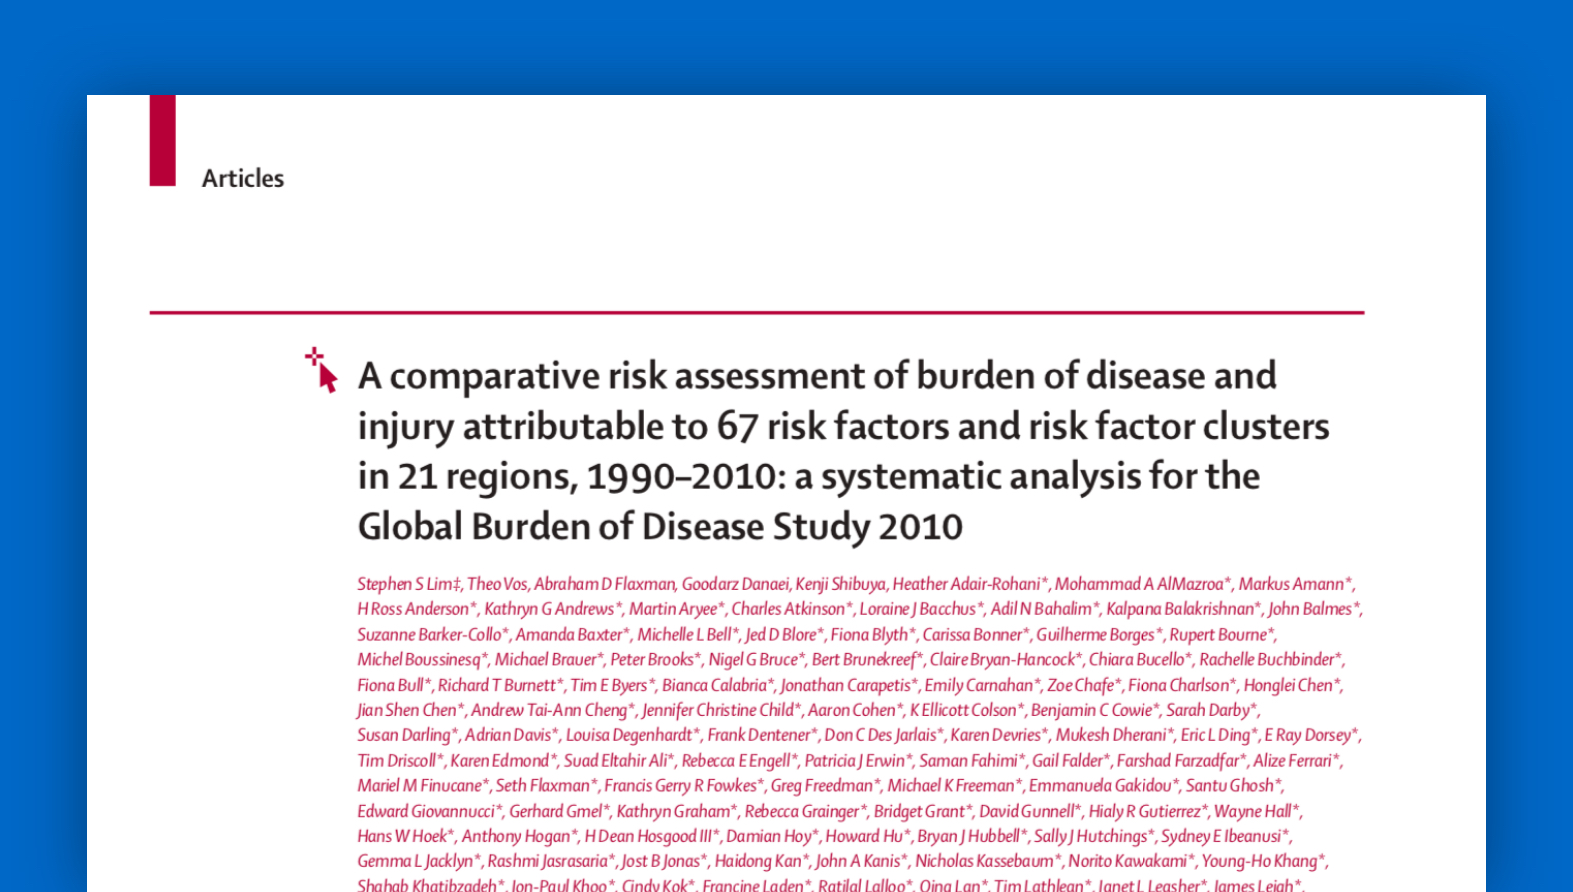 Articles
A comparative risk assessment of burden of disease and
injury attributable to 67 risk factors and risk factor clusters
in 21 regions, 1990–2010: a systematic analysis for the
Global Burden of Disease Study 2010
Stephen S Lim‡, Theo Vos, Abraham D Flaxman, Goodarz Danaei, Kenji Shibuya, Heather Adair-Rohani*, Mohammad A AlMazroa*, Markus Amann*,
H Ross Anderson*, Kathryn G Andrews*, Martin Aryee*, Charles Atkinson*, Loraine J Bacchus*, Adil N Bahalim*, Kalpana Balakrishnan*, John Balmes*,
Suzanne Barker-Collo*, Amanda Baxter*, Michelle L Bell*, Jed D Blore*, Fiona Blyth*, Carissa Bonner*, Guilherme Borges*, Rupert Bourne*,
Michel Boussinesq*, Michael Brauer*, Peter Brooks*, Nigel G Bruce*, Bert Brunekreef*, Claire Bryan-Hancock*, Chiara Bucello*, Rachelle Buchbinder*,
Fiona Bull*, Richard T Burnett*, Tim E Byers*, Bianca Calabria*, Jonathan Carapetis*, Emily Carnahan*, Zoe Chafe*, Fiona Charlson*, Honglei Chen*,
Jian Shen Chen*, Andrew Tai-Ann Cheng*, Jennifer Christine Child*, Aaron Cohen*, K Ellicott Colson*, Benjamin C Cowie*, Sarah Darby*,
Susan Darling*, Adrian Davis*, Louisa Degenhardt*, Frank Dentener*, Don C Des Jarlais*, Karen Devries*, Mukesh Dherani*, Eric L Ding*, E Ray Dorsey*,
Tim Driscoll*, Karen Edmond*, Suad Eltahir Ali*, Rebecca E Engell*, Patricia J Erwin*, Saman Fahimi*, Gail Falder*, Farshad Farzadfar*, Alize Ferrari*,
Mariel M Finucane*, Seth Flaxman*, Francis Gerry R Fowkes*, Greg Freedman*, Michael K Freeman*, Emmanuela Gakidou*, Santu Ghosh*,
Edward Giovannucci*, Gerhard Gmel*, Kathryn Graham*, Rebecca Grainger*, Bridget Grant*, David Gunnell*, Hialy R Gutierrez*, Wayne Hall*,
Hans W Hoek*, Anthony Hogan*, H Dean Hosgood III*, Damian Hoy*, Howard Hu*, Bryan J Hubbell*, Sally J Hutchings*, Sydney E Ibeanusi*,
Gemma L Jacklyn*, Rashmi Jasrasaria*, Jost B Jonas*, Haidong Kan*, John A Kanis*, Nicholas Kassebaum*, Norito Kawakami*, Young-Ho Khang*,
Shahab Khatibzadeh*, Jon-Paul Khoo*, Cindy Kok*, Francine Laden*, Ratilal Lalloo*, Qing Lan*, Tim Lathlean*, Janet L Leasher*, James Leigh*,